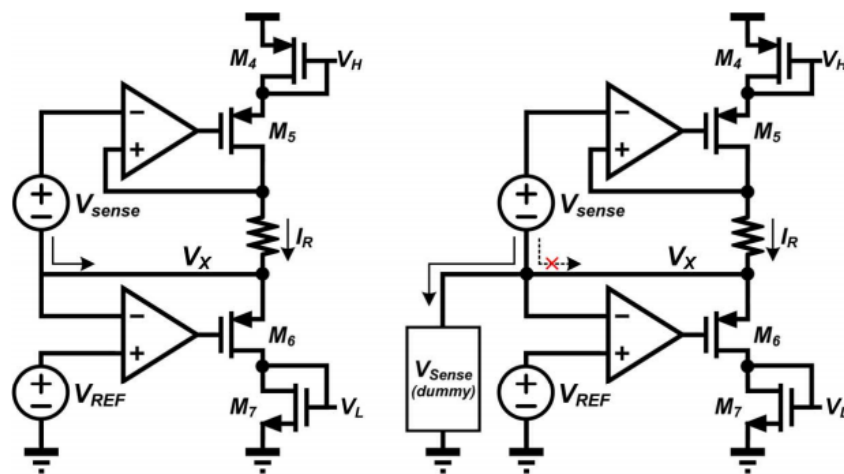 M4 VH
M5
− +
+ − Vsense
IR
VX
− +
M6
+ − VREF
M7 VL
M4 VH
M5
− +
+ − Vsense
IR
VX
VSense
(dummy)
− +
M6
+ − VREF
M7 VL